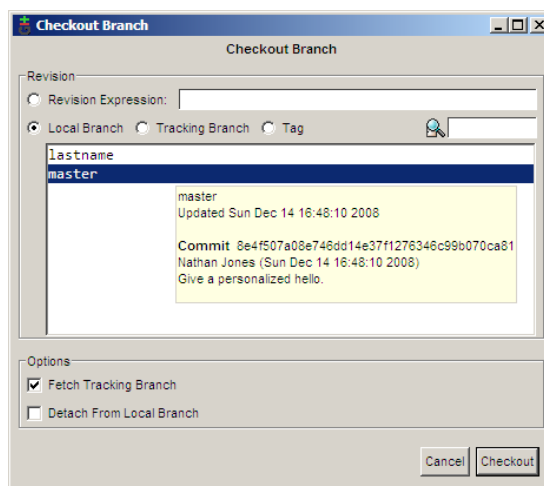 Checkout Branch
Checkout Branch
Revision
Revision Expression:
Local Branch Tracking Branch Tag
lastname
master
master
Updated Sun Dec 14 16:48:10 2008
Commit 8e4f507a08e746dd14e37f1276346c99b070ca81
Nathan Jones (Sun Dec 14 16:48:10 2008)
Give a personalized hello.
Options
Fetch Tracking Branch
Detach From Local Branch
Cancel Checkout